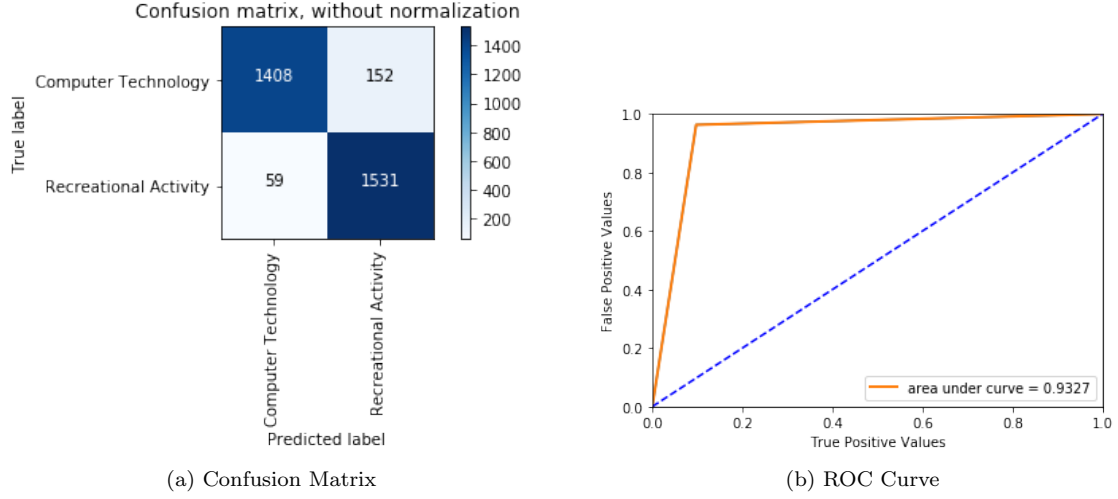 Confusion matrix, without normalization
True label
Computer Technology
Recreational Activity
1408
152
59
1531
1400
1200
1000
800
600
400
200
Computer Technology
Recreational Activity
Predicted label
(a) Confusion Matrix
1.0
0.8
0.6
0.4
0.2
0.0
False Positive Values
area under curve = 0.9327
0.0
0.2
0.4
0.6
0.8
1.0
True Positive Values
(b) ROC Curve